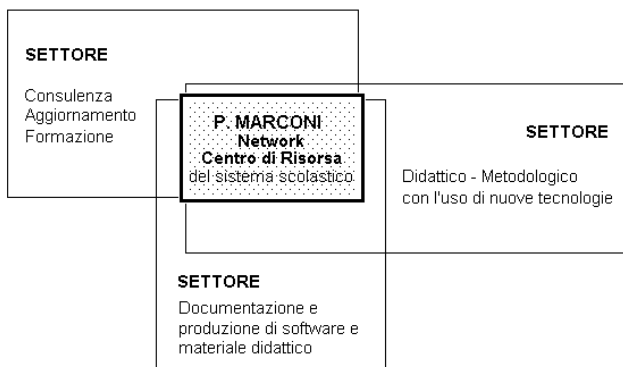 SETTORE
Consulenza
Aggiornamento
Formazione
P. MARCONI
Network
Centro di Risorsa
del sistema scolastico
SETTORE
Didattico - Metodologico
con l'uso di nuove tecnologie
SETTORE
Documentazione e
produzione di software e
materiale didattico